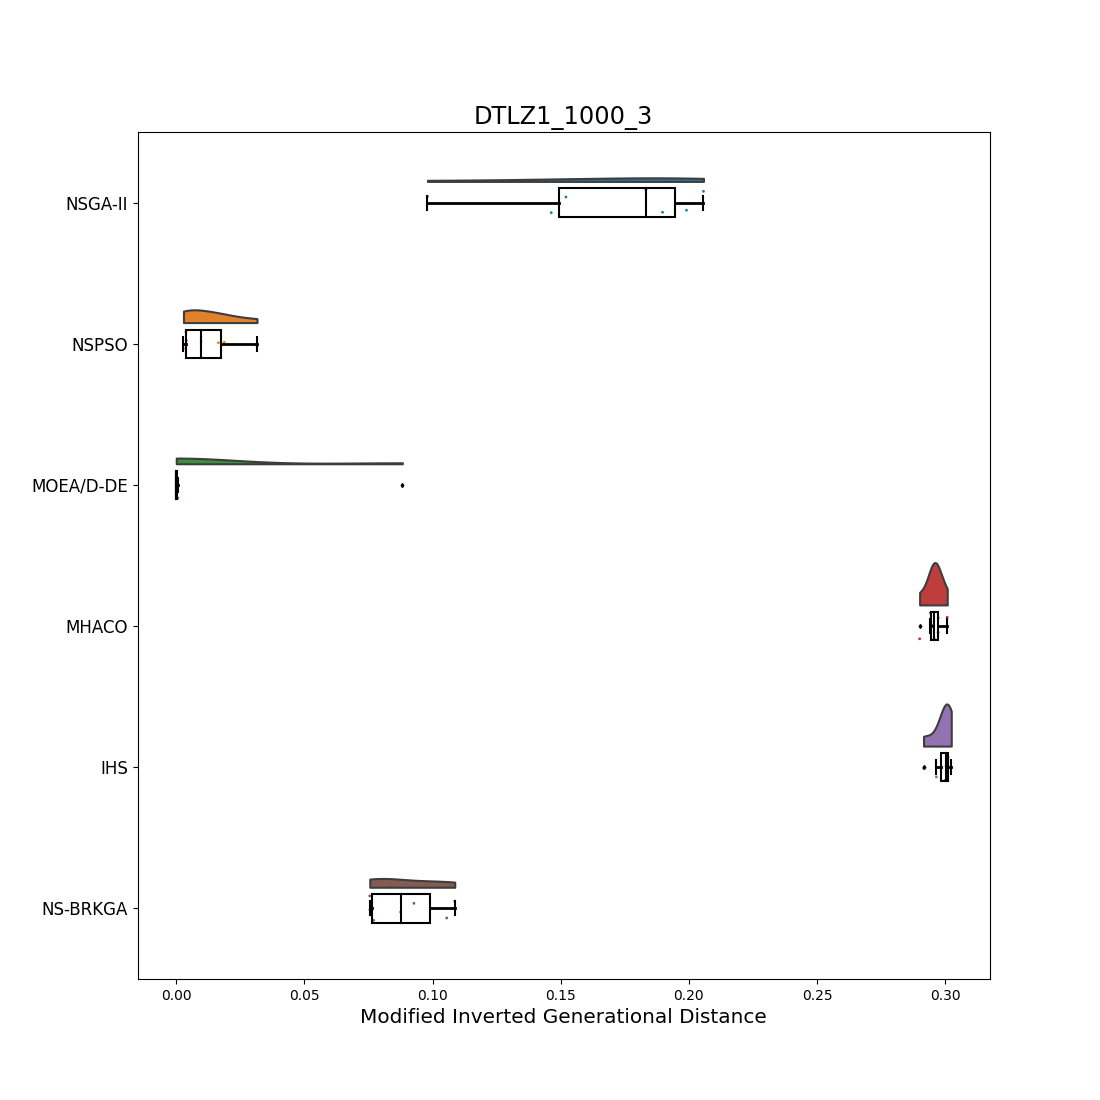 DTLZ1_1000_3
NSGA-II
NSPSO
MOEA/D-DE
MHACO
IHS
NS-BRKGA
0.00 0.05 0.10 0.15 0.20 0.25 0.30
Modified Inverted Generational Distance